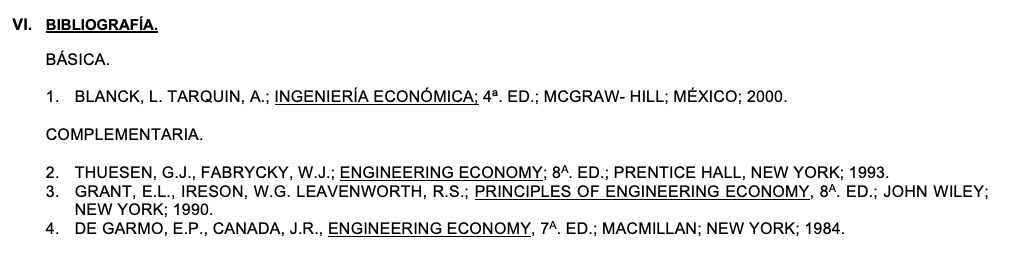 VI. BIBLIOGRAFÍA.
BÁSICA.
1. BLANCK, L. TARQUIN, A.; INGENIERÍA ECONÓMICA; 4ª. ED.; MCGRAW- HILL; MÉXICO; 2000.
COMPLEMENTARIA.
2. THUESEN, G.J., FABRYCKY, W.J.; ENGINEERING ECONOMY; 8ᴬ. ED.; PRENTICE HALL, NEW YORK; 1993.
3. GRANT, E.L., IRESON, W.G. LEAVENWORTH, R.S.; PRINCIPLES OF ENGINEERING ECONOMY, 8ᴬ. ED.; JOHN WILEY;
NEW YORK; 1990.
4. DE GARMO, E.P., CANADA, J.R., ENGINEERING ECONOMY, 7ᴬ. ED.; MACMILLAN; NEW YORK; 1984.